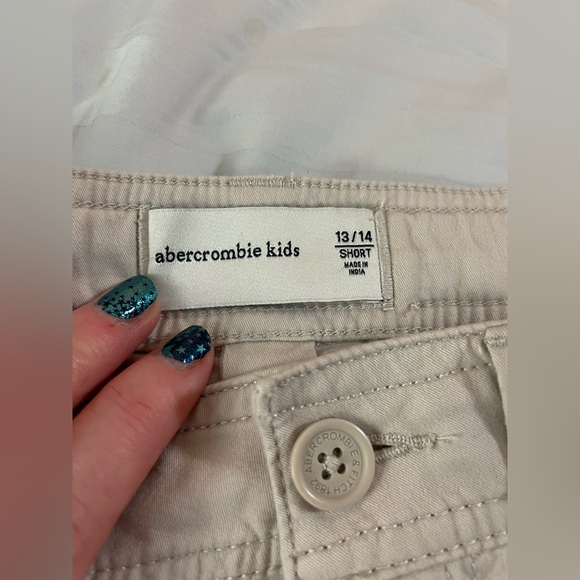 abercrombie kids
13/14
SHORT
MADE IN
INDIA
ABERCROMBIE & FITCH 1892